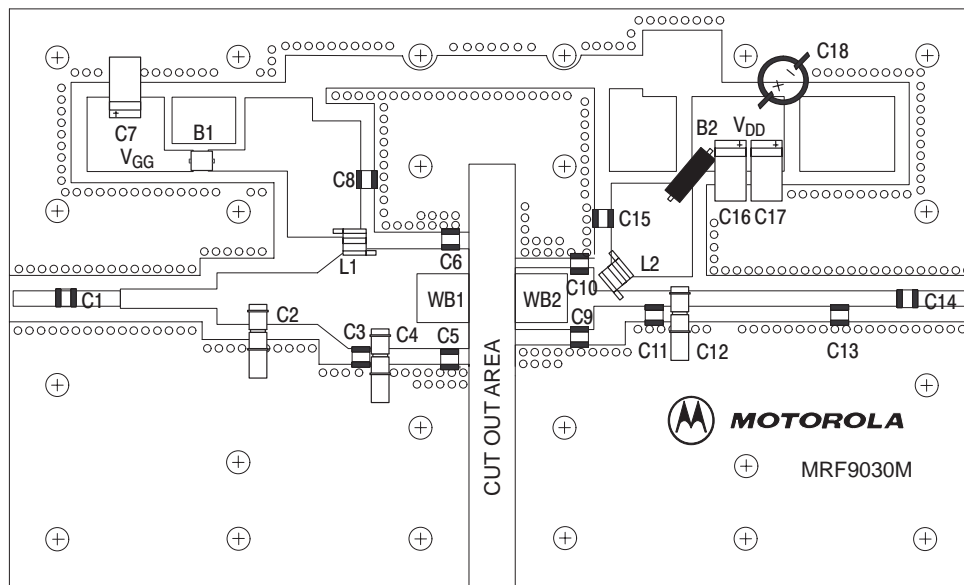 C18
C7
B1
VGG
B2
VDD
C8
C15
C16
C17
C6
L1
L2
C10
C1
C2
WB1
WB2
C14
C3
C4
C5
C9
C11
C12
C13
CUT OUT AREA
MOTOROLA
MRF9030M